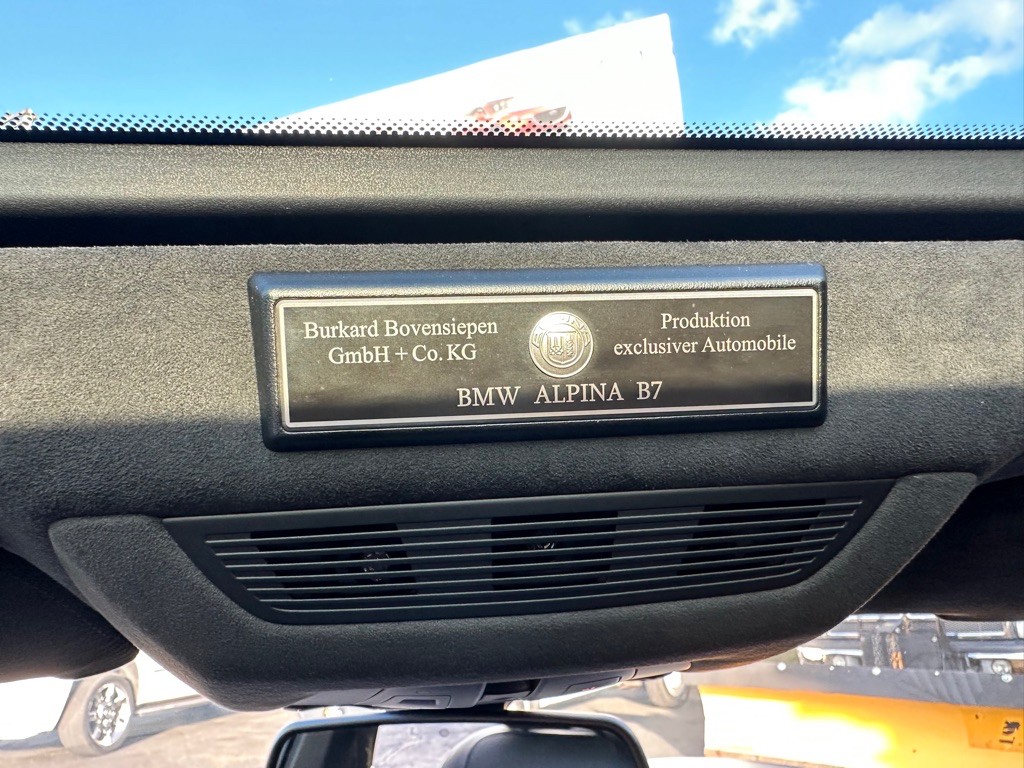 Burkard Bovensiepen
GmbH + Co. KG
Produktion
exclusiver Automobile
BMW ALPINA B7